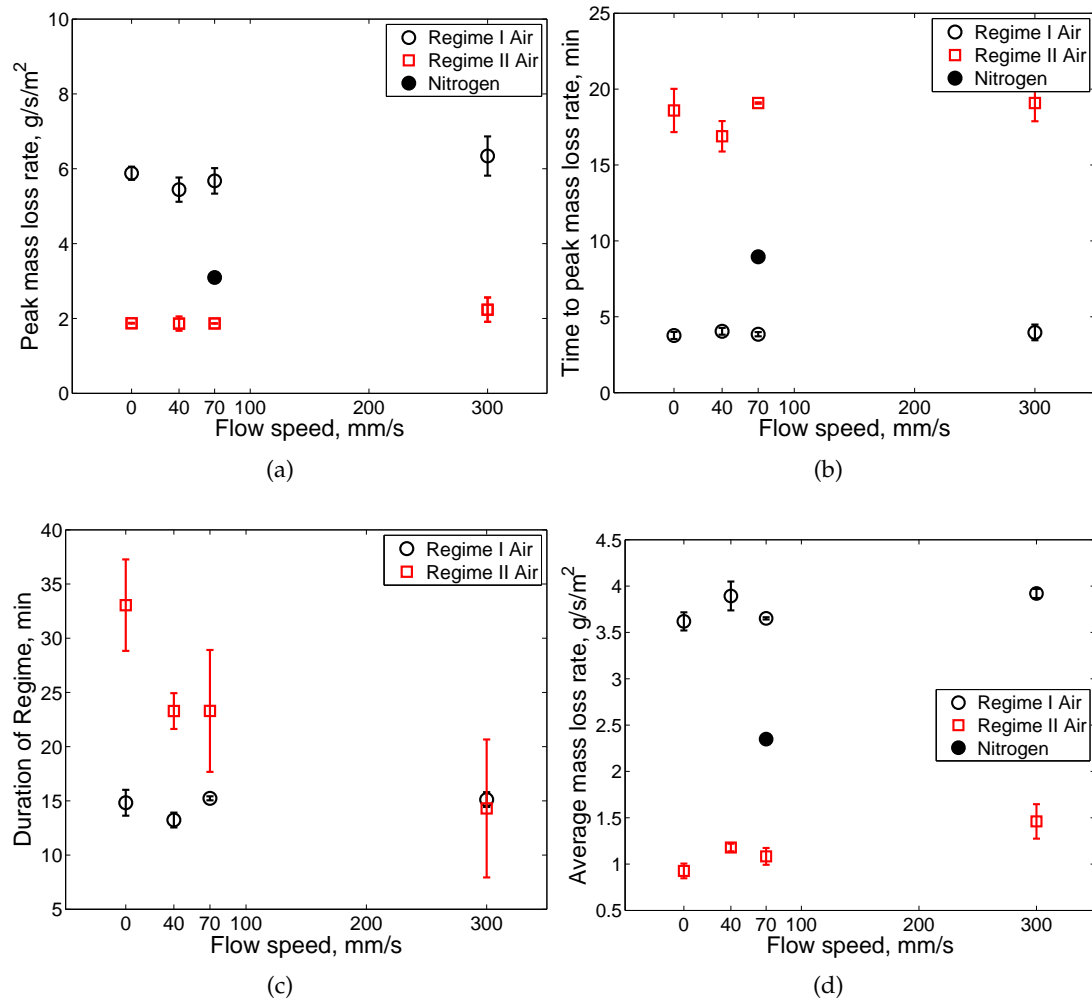 10
8
6
4
2
0
Peak mass loss rate, g/s/m²
Regime I Air
Regime II Air
Nitrogen
0 40 70 100 200 300
Flow speed, mm/s
(a)
25
20
15
10
5
0
Time to peak mass loss rate, min
Regime I Air
Regime II Air
Nitrogen
0 40 70 100 200 300
Flow speed, mm/s
(b)
40
35
30
25
20
15
10
5
Duration of Regime, min
Regime I Air
Regime II Air
0 40 70 100 200 300
Flow speed, mm/s
(c)
4.5
4
3.5
3
2.5
2
1.5
1
0.5
Average mass loss rate, g/s/m²
Regime I Air
Regime II Air
Nitrogen
0 40 70 100 200 300
Flow speed, mm/s
(d)